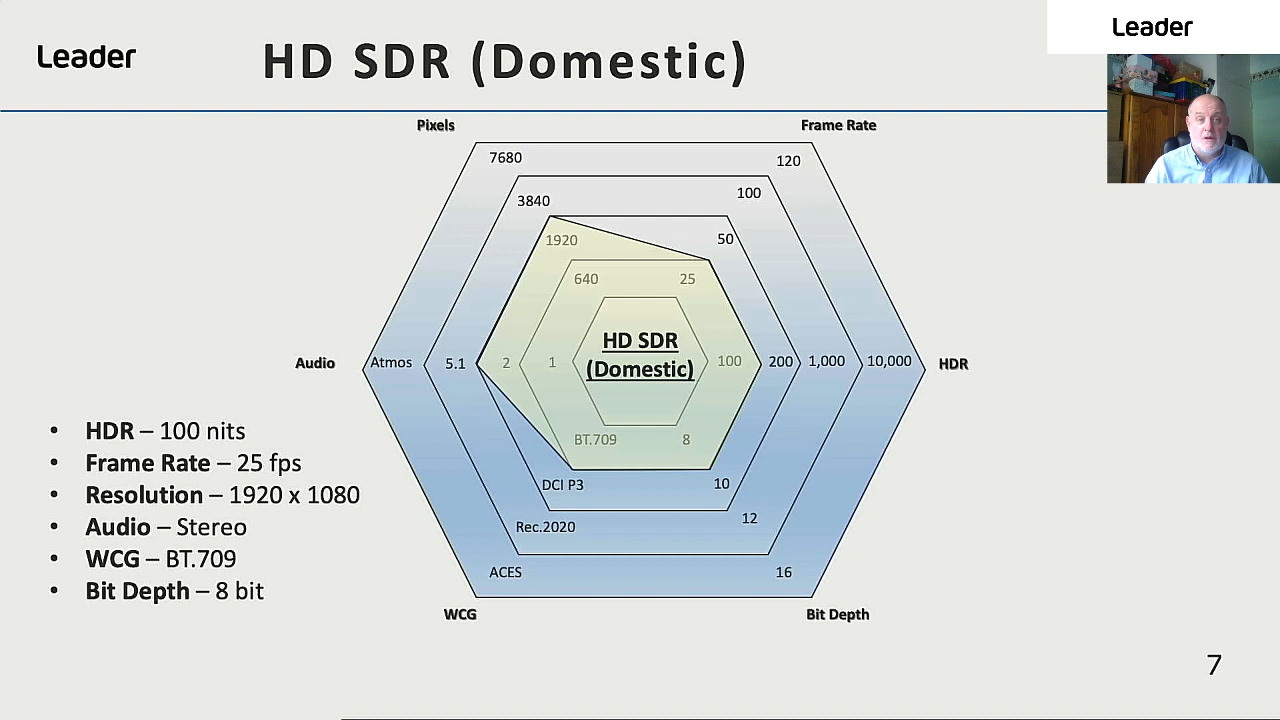 Leader
HD SDR (Domestic)
Leader
Pixels
Frame Rate
7680
120
3840
100
1920
50
640
25
HD SDR
(Domestic)
Audio
Atmos
5.1
2
1
100
200
1,000
10,000
HDR
BT.709
8
DCI P3
10
Rec.2020
12
ACES
16
WCG
Bit Depth
• HDR – 100 nits
• Frame Rate – 25 fps
• Resolution – 1920 x 1080
• Audio – Stereo
• WCG – BT.709
• Bit Depth – 8 bit
7